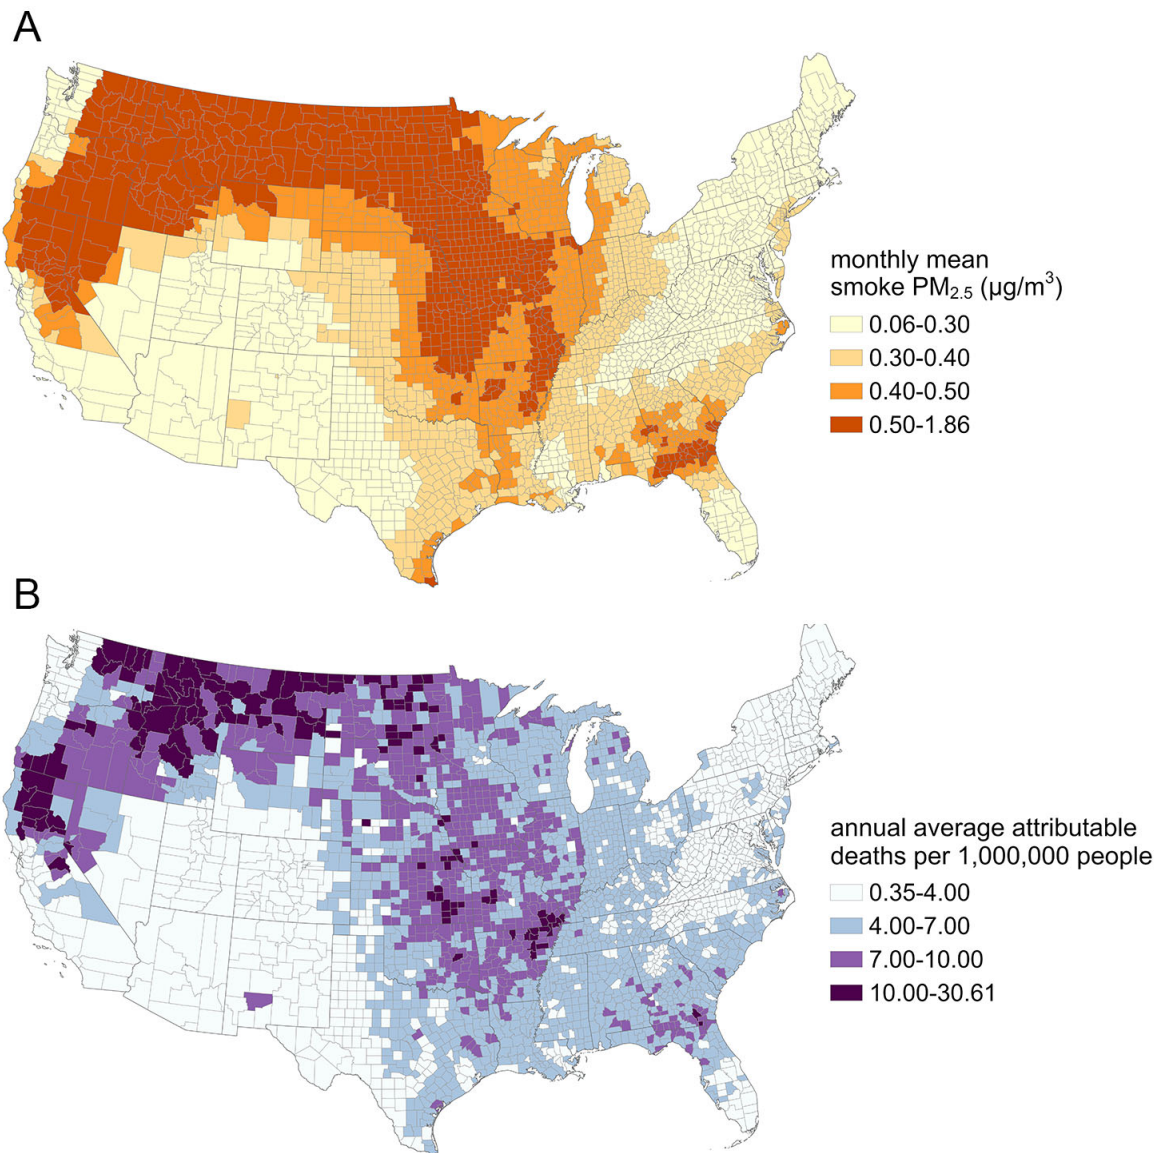 A
monthly mean
smoke PM₂.₅ (µg/m³)
0.06-0.30
0.30-0.40
0.40-0.50
0.50-1.86
B
annual average attributable
deaths per 1,000,000 people
0.35-4.00
4.00-7.00
7.00-10.00
10.00-30.61